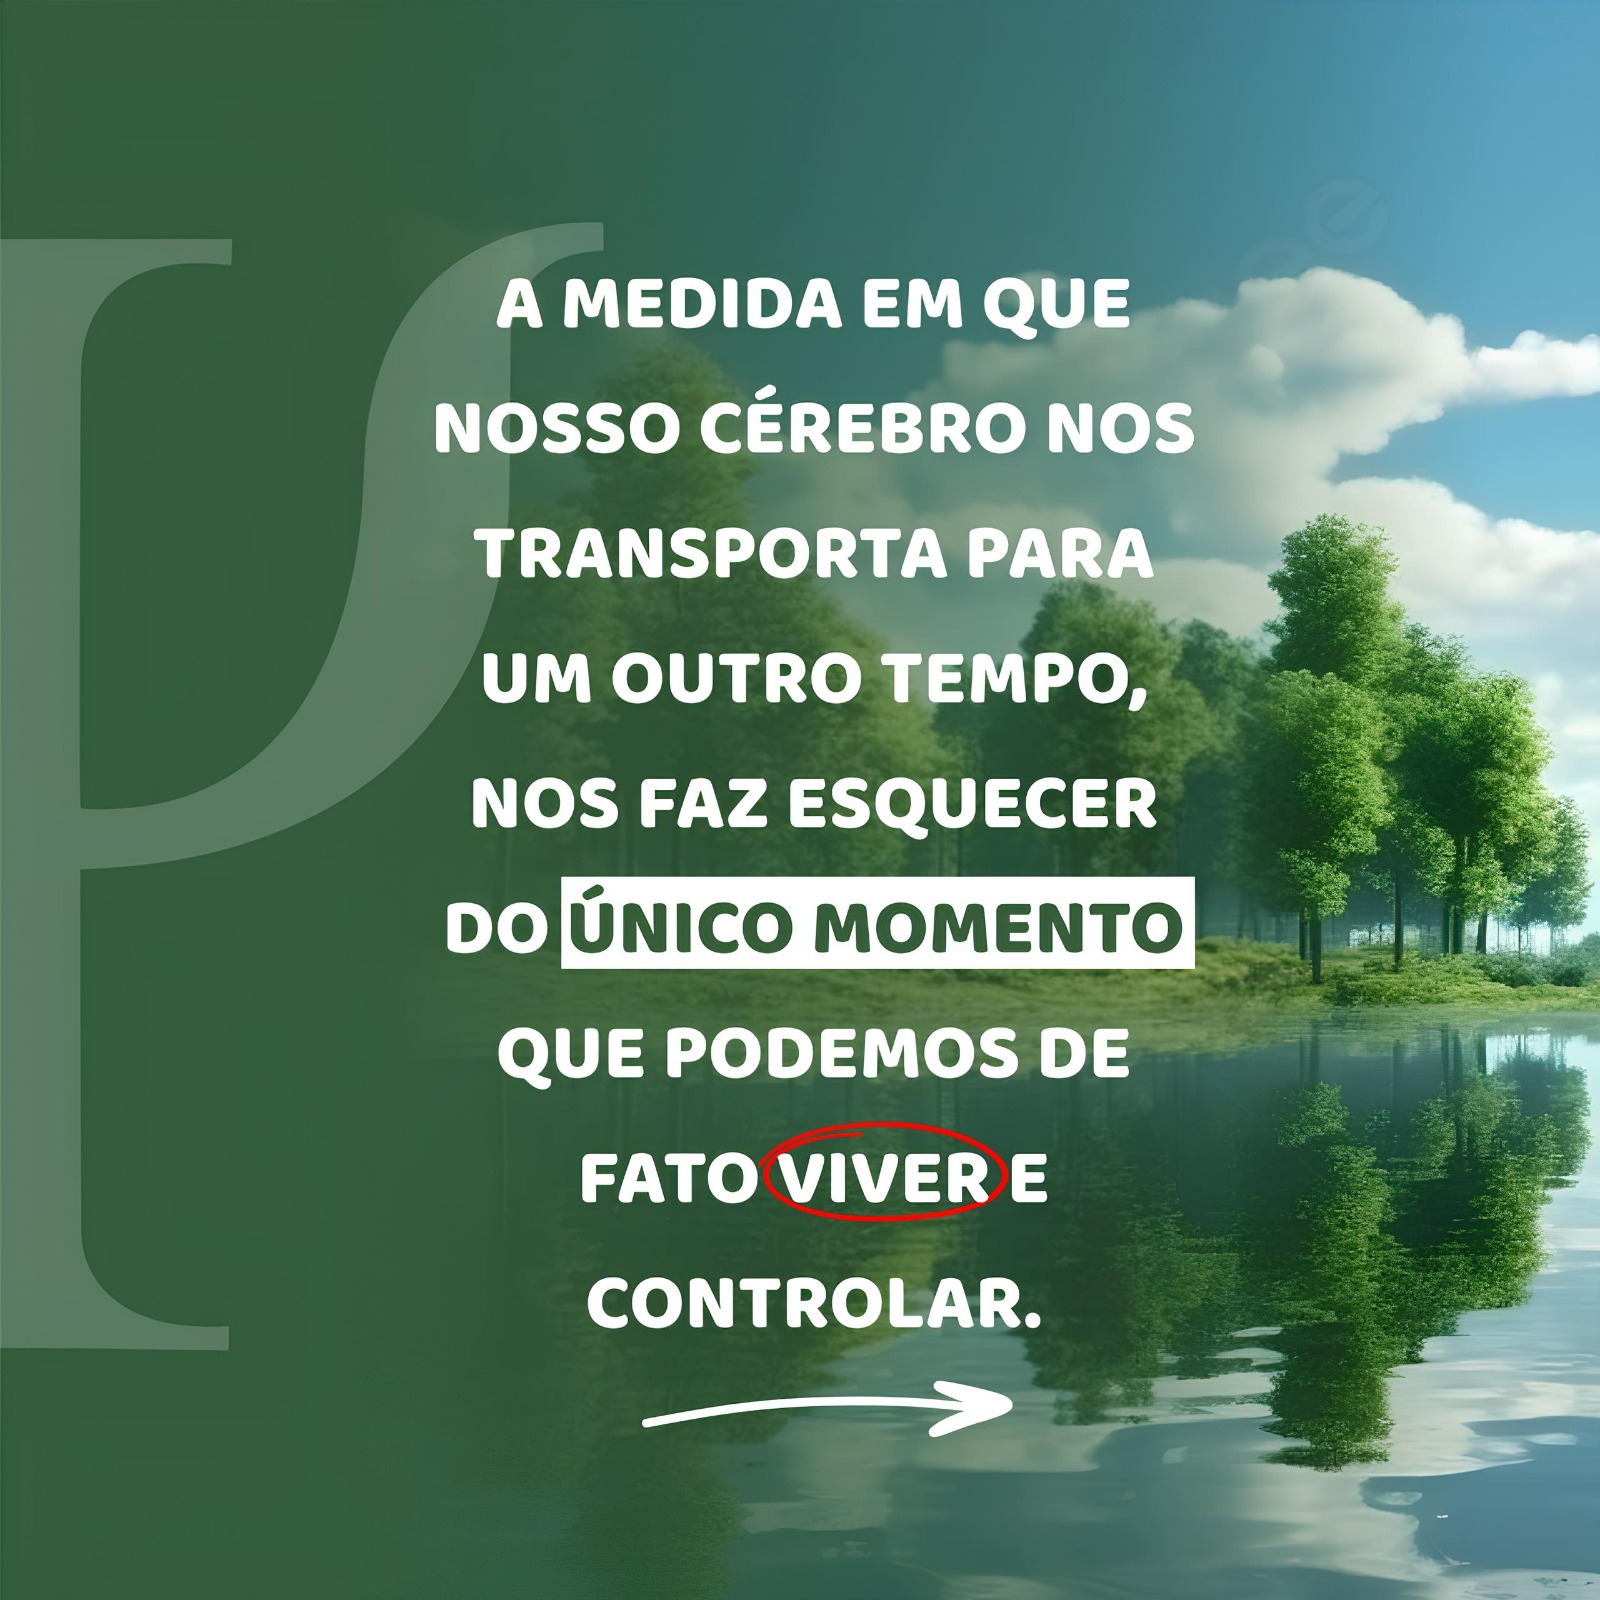 A MEDIDA EM QUE
NOSSO CÉREBRO NOS
TRANSPORTA PARA
UM OUTRO TEMPO,
NOS FAZ ESQUECER
DO ÚNICO MOMENTO
QUE PODEMOS DE
FATO VIVER E
CONTROLAR.